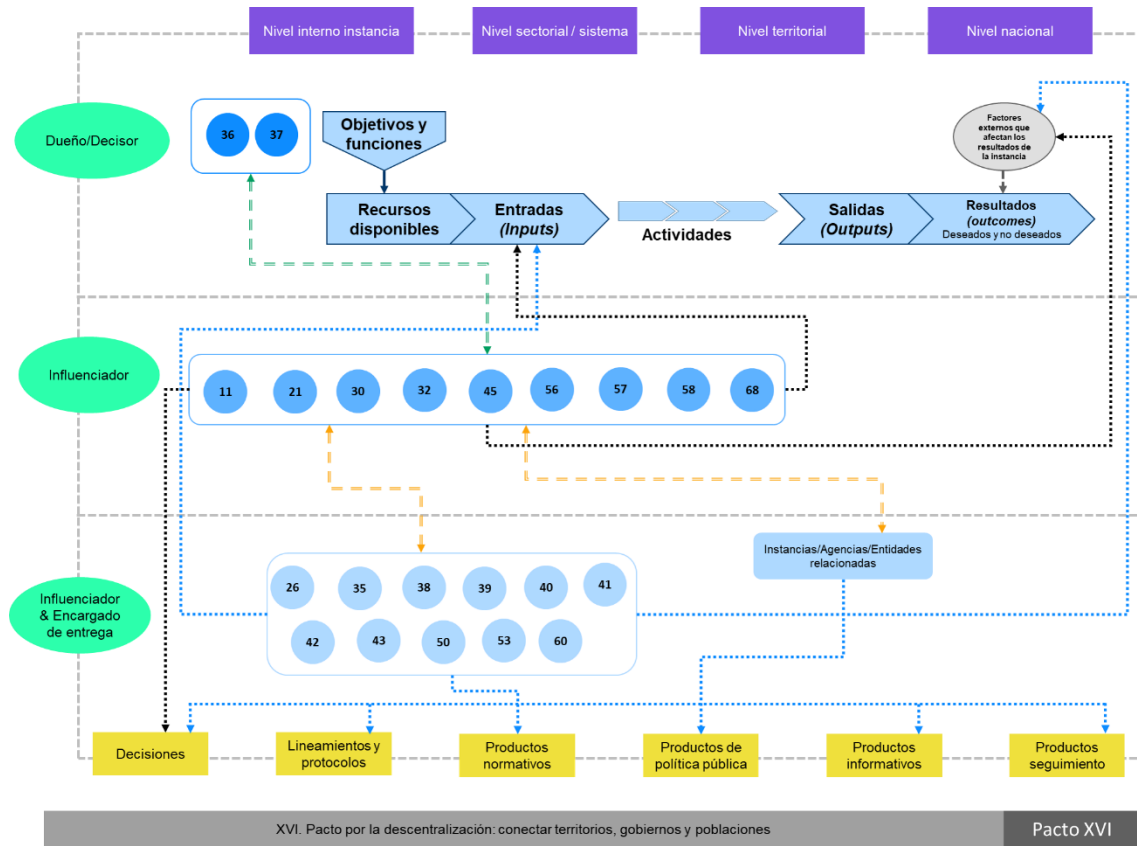 Nivel interno instancia
Nivel sectorial / sistema
Nivel territorial
Nivel nacional
Dueño/Decisor
36
37
Objetivos y
funciones
Factores
externos que
afectan los
resultados de
la instancia
Recursos
disponibles
Entradas
(Inputs)
Actividades
Salidas
(Outputs)
Resultados
(outcomes)
Deseados y no deseados
Influenciador
11
21
30
32
45
56
57
58
68
Instancias/Agencias/Entidades
relacionadas
Influenciador
& Encargado
de entrega
26
35
38
39
40
41
42
43
50
53
60
Decisiones
Lineamientos y
protocolos
Productos
normativos
Productos de
política pública
Productos
informativos
Productos
seguimiento
XVI. Pacto por la descentralización: conectar territorios, gobiernos y poblaciones
Pacto XVI